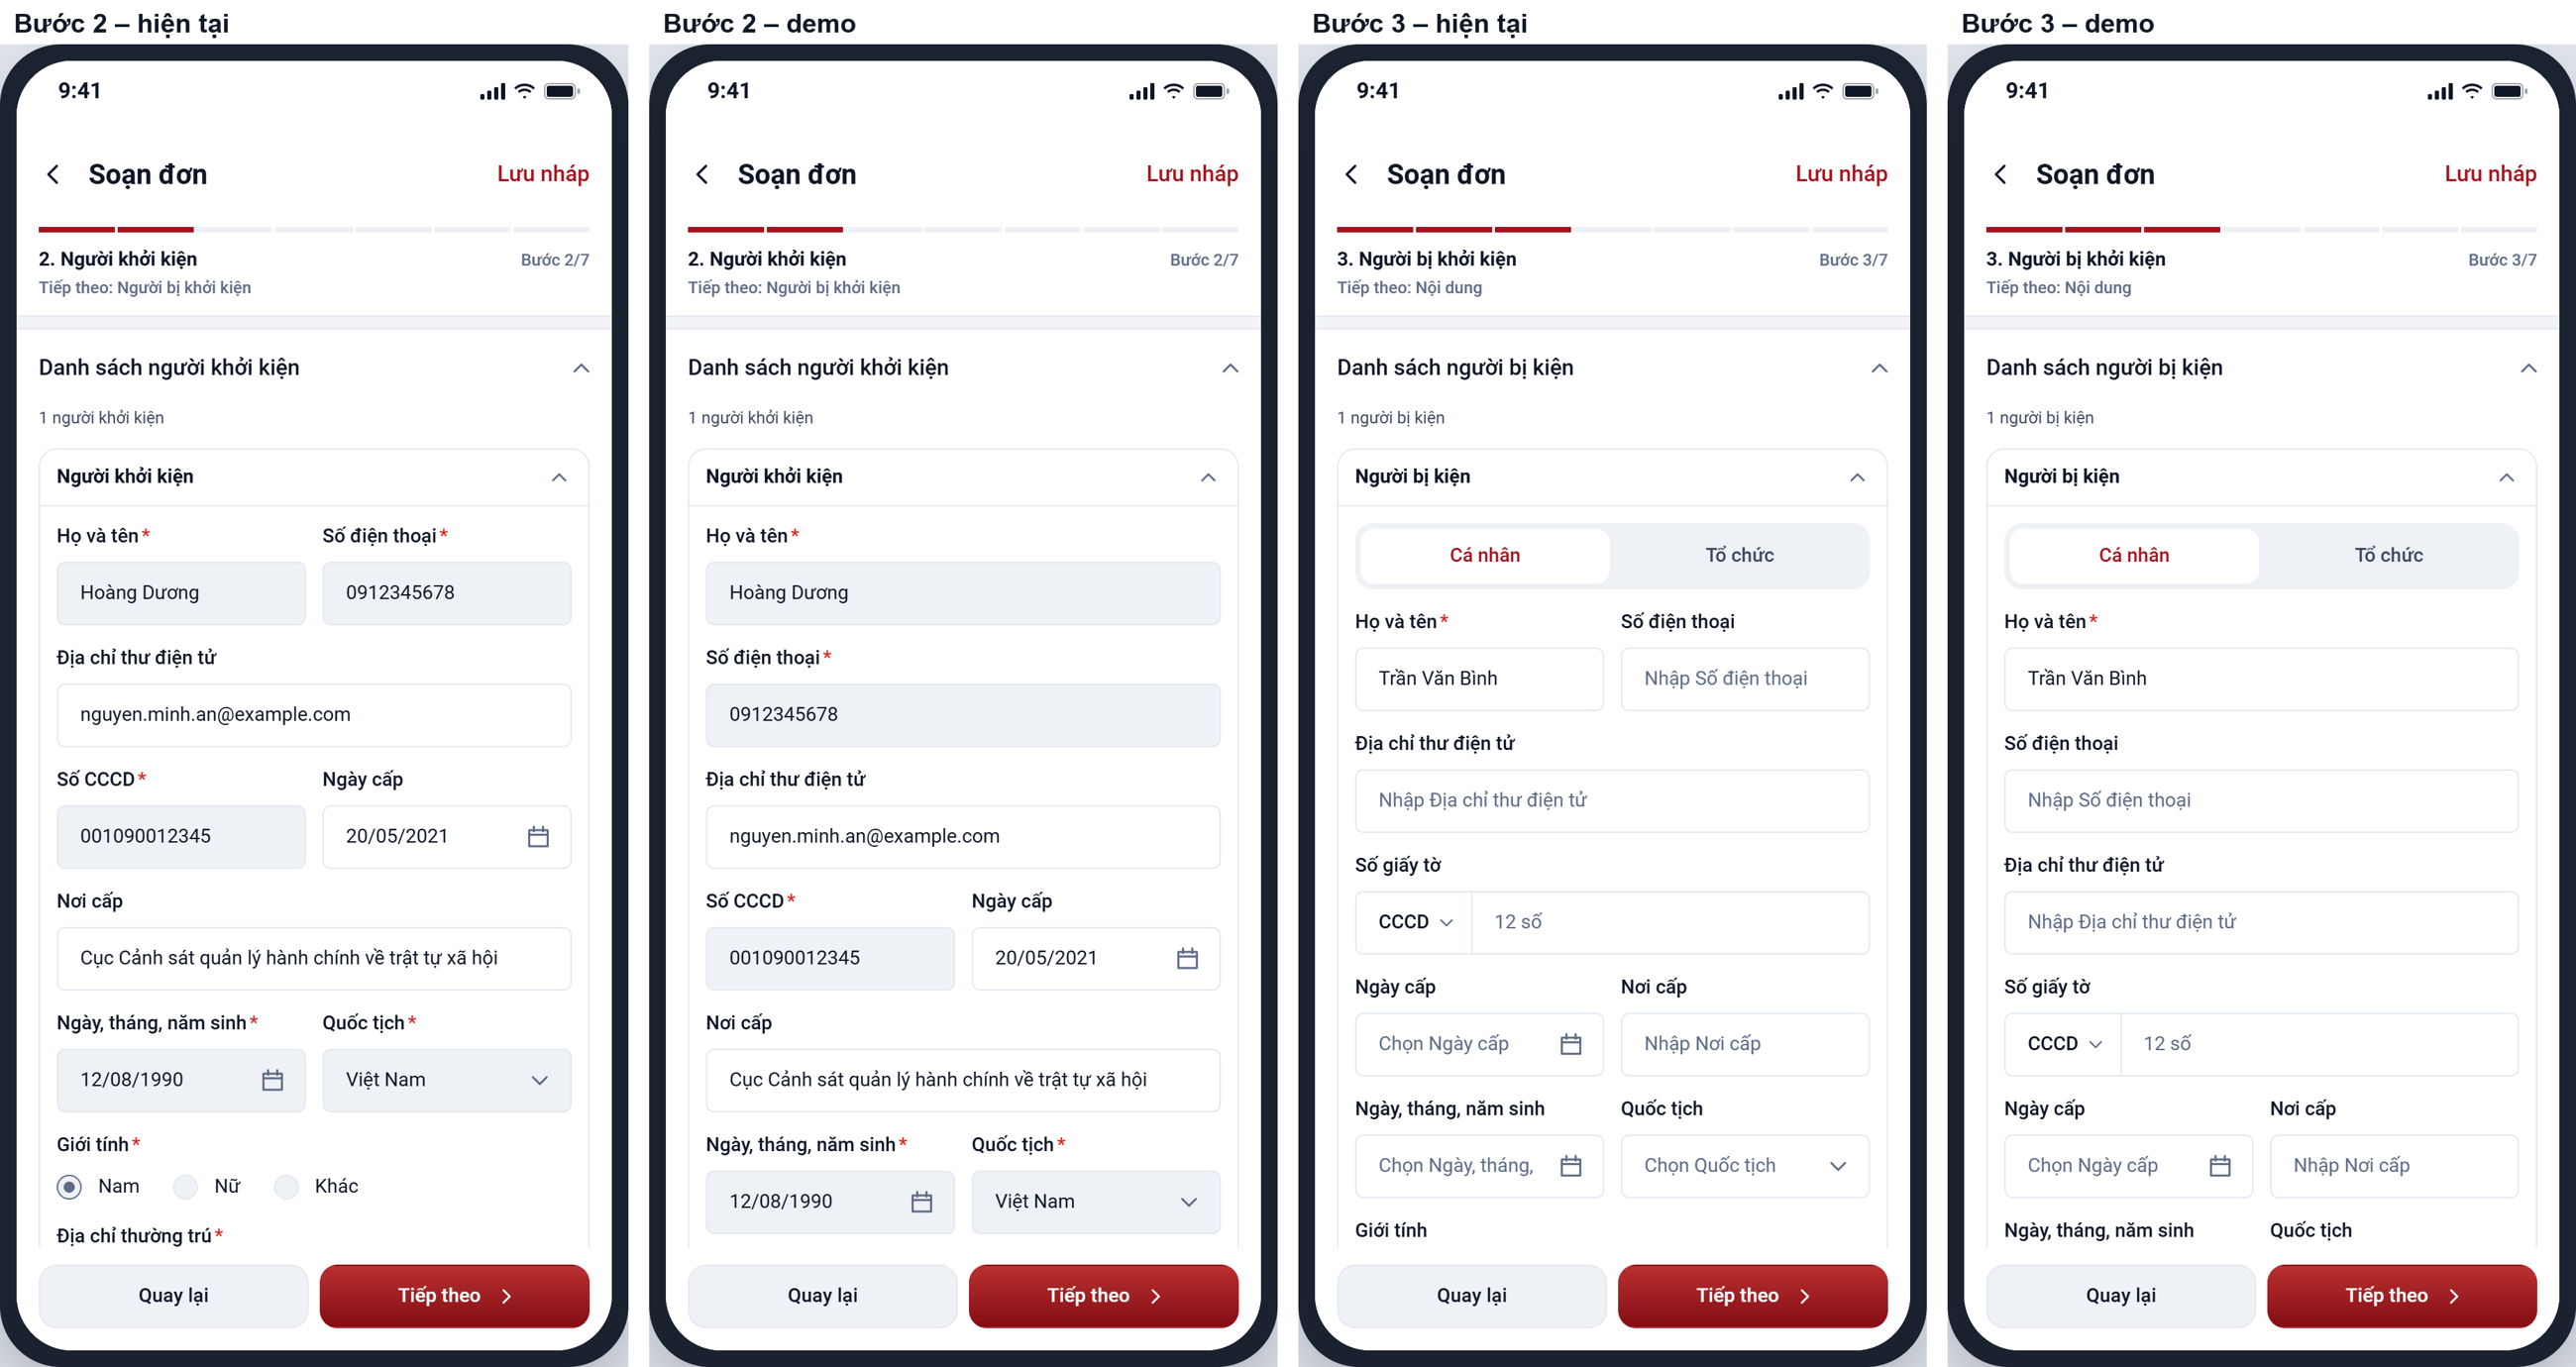 Bước 2 – hiện tại
9:41
Soạn đơn
Lưu nháp
2. Người khởi kiện
Bước 2/7
Tiếp theo: Người bị khởi kiện
Danh sách người khởi kiện
1 người khởi kiện
Người khởi kiện
Họ và tên* Số điện thoại*
Hoàng Dương 0912345678
Địa chỉ thư điện tử
nguyen.minh.an@example.com
Số CCCD* Ngày cấp
001090012345 20/05/2021
Nơi cấp
Cục Cảnh sát quản lý hành chính về trật tự xã hội
Ngày, tháng, năm sinh* Quốc tịch*
12/08/1990 Việt Nam
Giới tính*
Nam Nữ Khác
Địa chỉ thường trú*
Quay lại Tiếp theo
Bước 2 – demo
9:41
Soạn đơn
Lưu nháp
2. Người khởi kiện
Bước 2/7
Tiếp theo: Người bị khởi kiện
Danh sách người khởi kiện
1 người khởi kiện
Người khởi kiện
Họ và tên*
Hoàng Dương
Số điện thoại*
0912345678
Địa chỉ thư điện tử
nguyen.minh.an@example.com
Số CCCD* Ngày cấp
001090012345 20/05/2021
Nơi cấp
Cục Cảnh sát quản lý hành chính về trật tự xã hội
Ngày, tháng, năm sinh* Quốc tịch*
12/08/1990 Việt Nam
Quay lại Tiếp theo
Bước 3 – hiện tại
9:41
Soạn đơn
Lưu nháp
3. Người bị khởi kiện
Bước 3/7
Tiếp theo: Nội dung
Danh sách người bị kiện
1 người bị kiện
Người bị kiện
Cá nhân Tổ chức
Họ và tên* Số điện thoại
Trần Văn Bình Nhập Số điện thoại
Địa chỉ thư điện tử
Nhập Địa chỉ thư điện tử
Số giấy tờ
CCCD 12 số
Ngày cấp Nơi cấp
Chọn Ngày cấp Nhập Nơi cấp
Ngày, tháng, năm sinh Quốc tịch
Chọn Ngày, tháng, Chọn Quốc tịch
Giới tính
Quay lại Tiếp theo
Bước 3 – demo
9:41
Soạn đơn
Lưu nháp
3. Người bị khởi kiện
Bước 3/7
Tiếp theo: Nội dung
Danh sách người bị kiện
1 người bị kiện
Người bị kiện
Cá nhân Tổ chức
Họ và tên*
Trần Văn Bình
Số điện thoại
Nhập Số điện thoại
Địa chỉ thư điện tử
Nhập Địa chỉ thư điện tử
Số giấy tờ
CCCD 12 số
Ngày cấp Nơi cấp
Chọn Ngày cấp Nhập Nơi cấp
Ngày, tháng, năm sinh Quốc tịch
Quay lại Tiếp theo